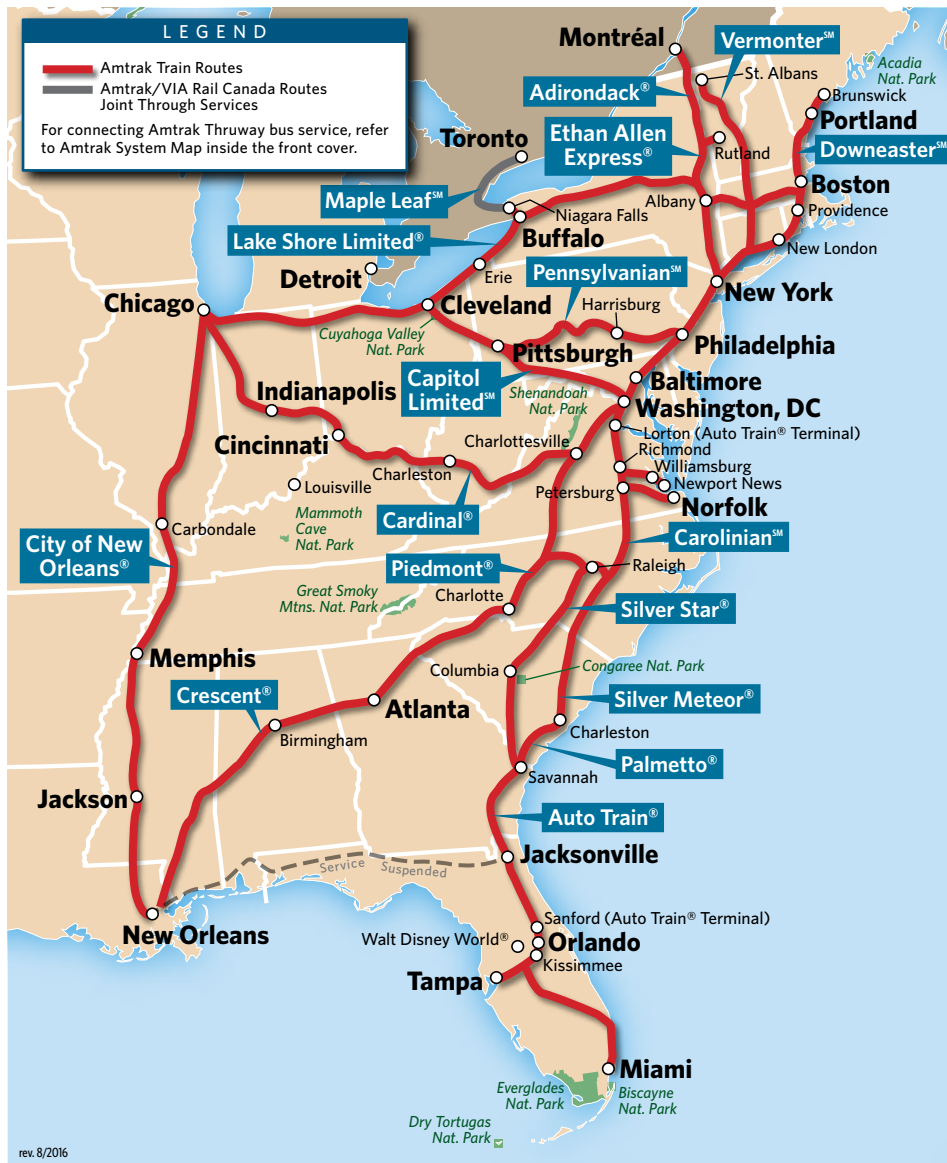 LEGEND
Amtrak Train Routes
Amtrak/VIA Rail Canada Routes
Joint Through Services
For connecting Amtrak Thruway bus service, refer
to Amtrak System Map inside the front cover.
Montréal
Vermonter℠
St. Albans
Acadia
Nat. Park
Adirondack®
Brunswick
Portland
Ethan Allen
Express®
Toronto
Rutland
Downeaster℠
Maple Leaf℠
Boston
Albany
Niagara Falls
Providence
Lake Shore Limited®
Buffalo
New London
Detroit
Erie
Pennsylvanian℠
New York
Chicago
Cleveland
Harrisburg
Cuyahoga Valley
Nat. Park
Pittsburgh
Philadelphia
Capitol
Limited℠
Baltimore
Indianapolis
Shenandoah
Nat. Park
Washington, DC
Cincinnati
Charlottesville
Lorton (Auto Train® Terminal)
Richmond
Charleston
Williamsburg
Louisville
Newport News
Petersburg
Norfolk
Mammoth
Cave
Nat. Park
Cardinal®
Carbondale
City of New
Orleans®
Carolinian℠
Piedmont®
Raleigh
Great Smoky
Mtns. Nat. Park
Charlotte
Silver Star®
Memphis
Columbia
Congaree Nat. Park
Crescent®
Atlanta
Silver Meteor®
Birmingham
Charleston
Palmetto®
Savannah
Jackson
Auto Train®
Jacksonville
Service Suspended
New Orleans
Sanford (Auto Train® Terminal)
Walt Disney World®
Orlando
Kissimmee
Tampa
Miami
Everglades
Nat. Park
Biscayne
Nat. Park
Dry Tortugas
Nat. Park
rev. 8/2016